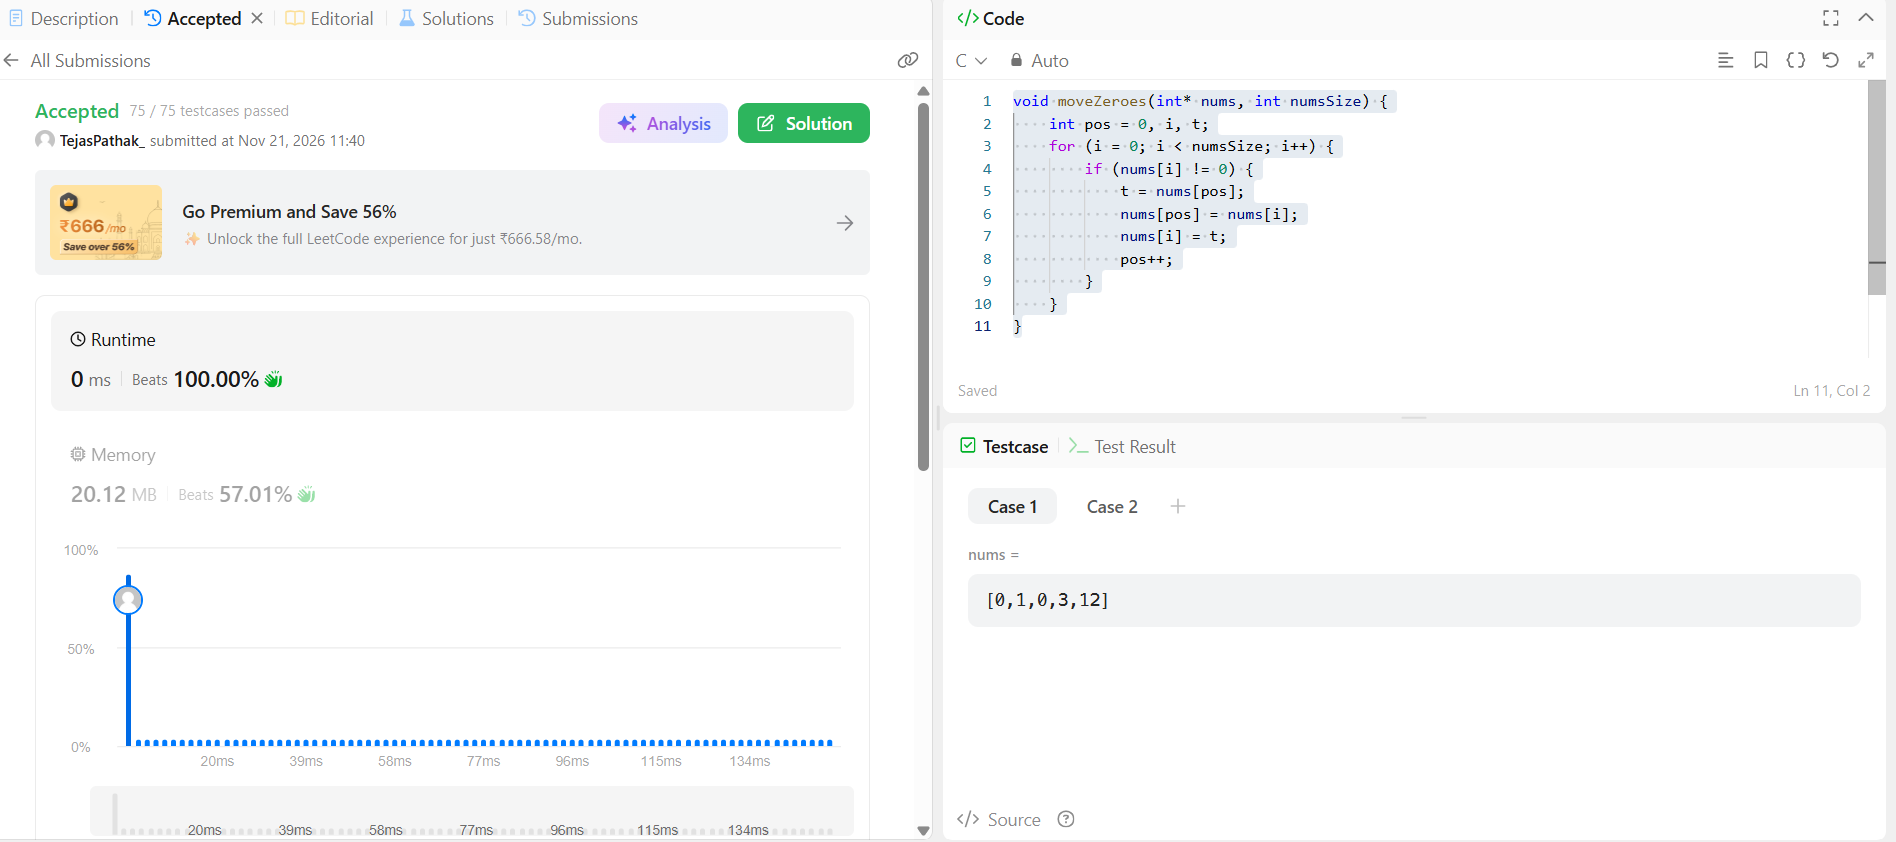 Description
Accepted
Editorial
Solutions
Submissions
All Submissions
Accepted 75 / 75 testcases passed
TejasPathak_ submitted at Nov 21, 2026 11:40
Analysis
Solution
₹666/mo
Save over 56%
Go Premium and Save 56%
Unlock the full LeetCode experience for just ₹666.58/mo.
Runtime
0 ms Beats 100.00%
Memory
20.12 MB Beats 57.01%
100%
50%
0%
20ms 39ms 58ms 77ms 96ms 115ms 134ms
20ms 39ms 58ms 77ms 96ms 115ms 134ms
</> Code
C Auto
1 void moveZeroes(int* nums, int numsSize) {
2 int pos = 0, i, t;
3 for (i = 0; i < numsSize; i++) {
4 if (nums[i] != 0) {
5 t = nums[pos];
6 nums[pos] = nums[i];
7 nums[i] = t;
8 pos++;
9 }
10 }
11 }
Saved
Ln 11, Col 2
Testcase
Test Result
Case 1
Case 2
nums =
[0,1,0,3,12]
</> Source